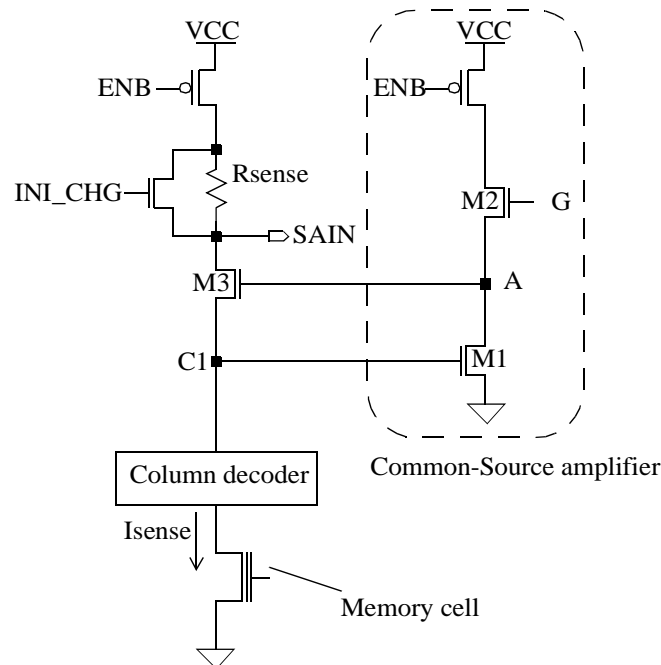 VCC
VCC
ENB
ENB
Rsense
INI_CHG
M2
G
SAIN
M3
A
C1
M1
Column decoder
Common-Source amplifier
Isense
Memory cell